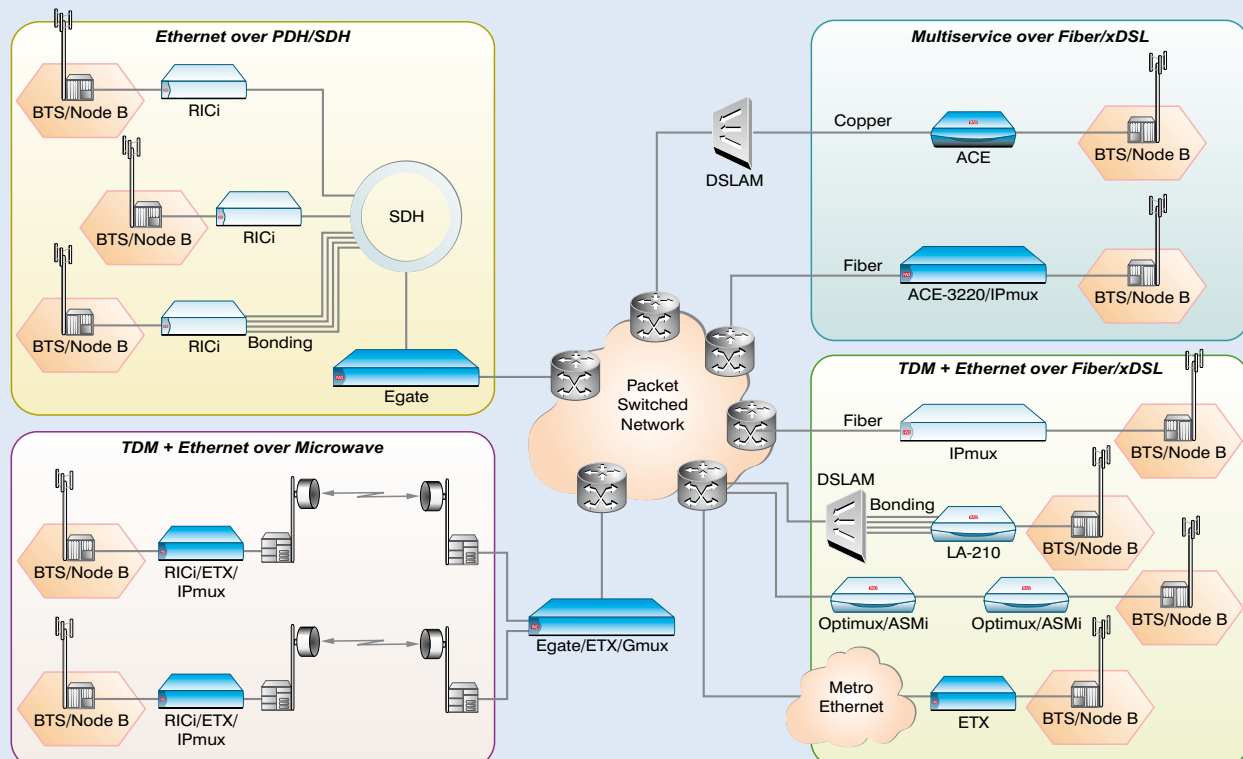 Ethernet over PDH/SDH
BTS/Node B
RICi
BTS/Node B
RICi
SDH
BTS/Node B
RICi
Bonding
Egate
TDM + Ethernet over Microwave
BTS/Node B
RICi/ETX/
IPmux
BTS/Node B
RICi/ETX/
IPmux
Egate/ETX/Gmux
Packet
Switched
Network
Multiservice over Fiber/xDSL
DSLAM
Copper
ACE
BTS/Node B
Fiber
ACE-3220/IPmux
BTS/Node B
TDM + Ethernet over Fiber/xDSL
Fiber
IPmux
BTS/Node B
DSLAM
Bonding
LA-210
BTS/Node B
Optimux/ASMi
Optimux/ASMi
BTS/Node B
Metro
Ethernet
ETX
BTS/Node B